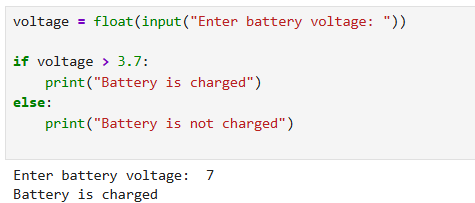 voltage = float(input("Enter battery voltage: "))
if voltage > 3.7:
    print("Battery is charged")
else:
    print("Battery is not charged")
Enter battery voltage:  7
Battery is charged